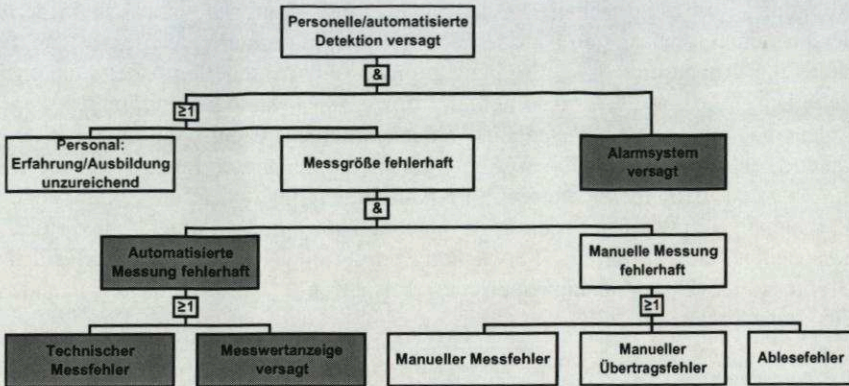 Personelle/automatisierte
Detektion versagt
&
≥1
Personal:
Erfahrung/Ausbildung
unzureichend
Messgröße fehlerhaft
Alarmsystem
versagt
&
Automatisierte
Messung fehlerhaft
Manuelle Messung
fehlerhaft
≥1
≥1
Technischer
Messfehler
Messwertanzeige
versagt
Manueller Messfehler
Manueller
Übertragsfehler
Ablesefehler